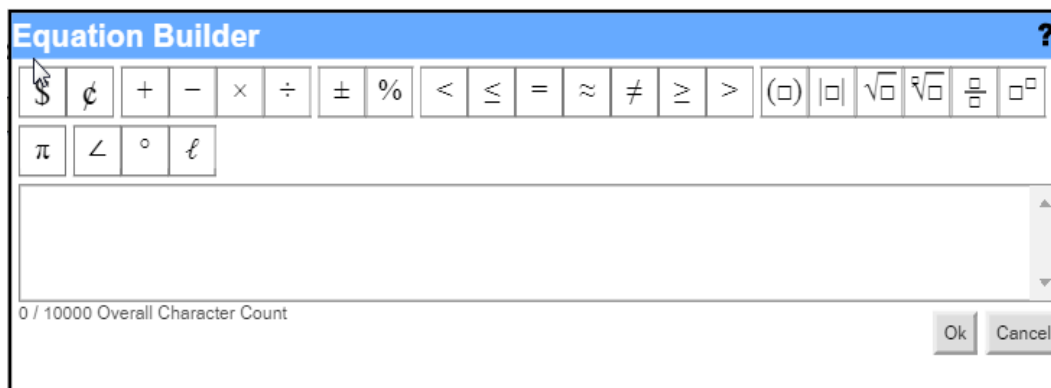 Equation Builder ?
$ ¢ + − × ÷ ± % < ≤ = ≈ ≠ ≥ > (□) |□| √□ ⁿ√□ □/□ □□
π ∠ ° ℓ
0 / 10000 Overall Character Count
Ok Cancel